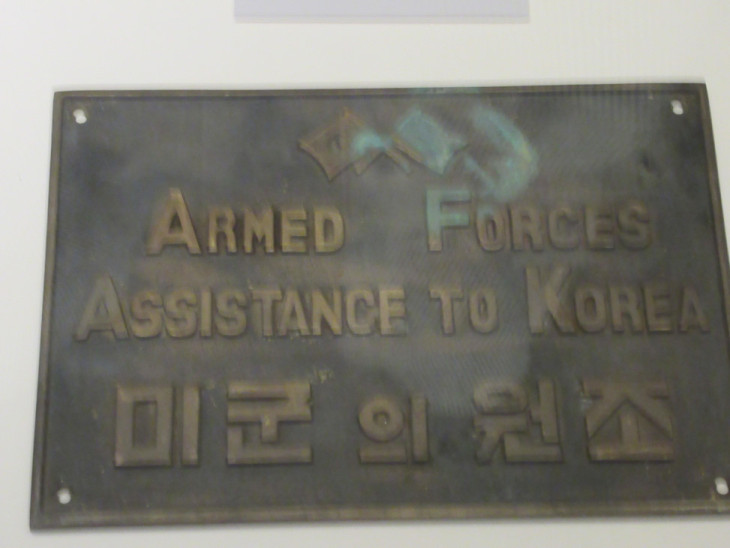 Armed Forces
Assistance to Korea
미군의 원조